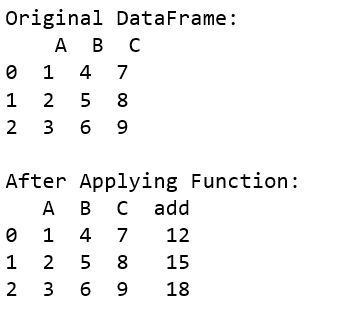 Original DataFrame:
A B C
0 1 4 7
1 2 5 8
2 3 6 9
After Applying Function:
A B C add
0 1 4 7 12
1 2 5 8 15
2 3 6 9 18